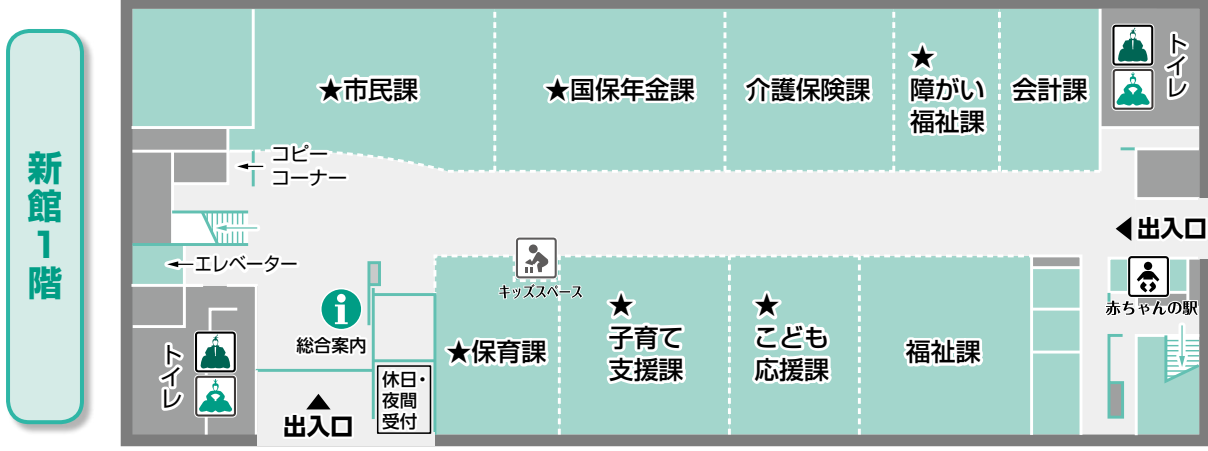 新館1階
★市民課
★国保年金課
介護保険課
★
障がい
福祉課
会計課
トイレ
コピー
コーナー
出入口
エレベーター
キッズスペース
赤ちゃんの駅
総合案内
★保育課
★
子育て
支援課
★
こども
応援課
福祉課
トイレ
休日・
夜間
受付
出入口